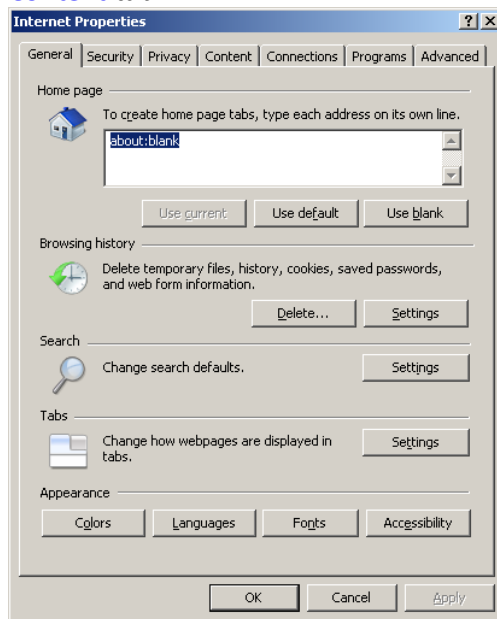 Internet Properties
General Security Privacy Content Connections Programs Advanced
Home page
To create home page tabs, type each address on its own line.
about:blank
Use current Use default Use blank
Browsing history
Delete temporary files, history, cookies, saved passwords,
and web form information.
Delete... Settings
Search
Change search defaults. Settings
Tabs
Change how webpages are displayed in
tabs.
Settings
Appearance
Colors Languages Fonts Accessibility
OK Cancel Apply